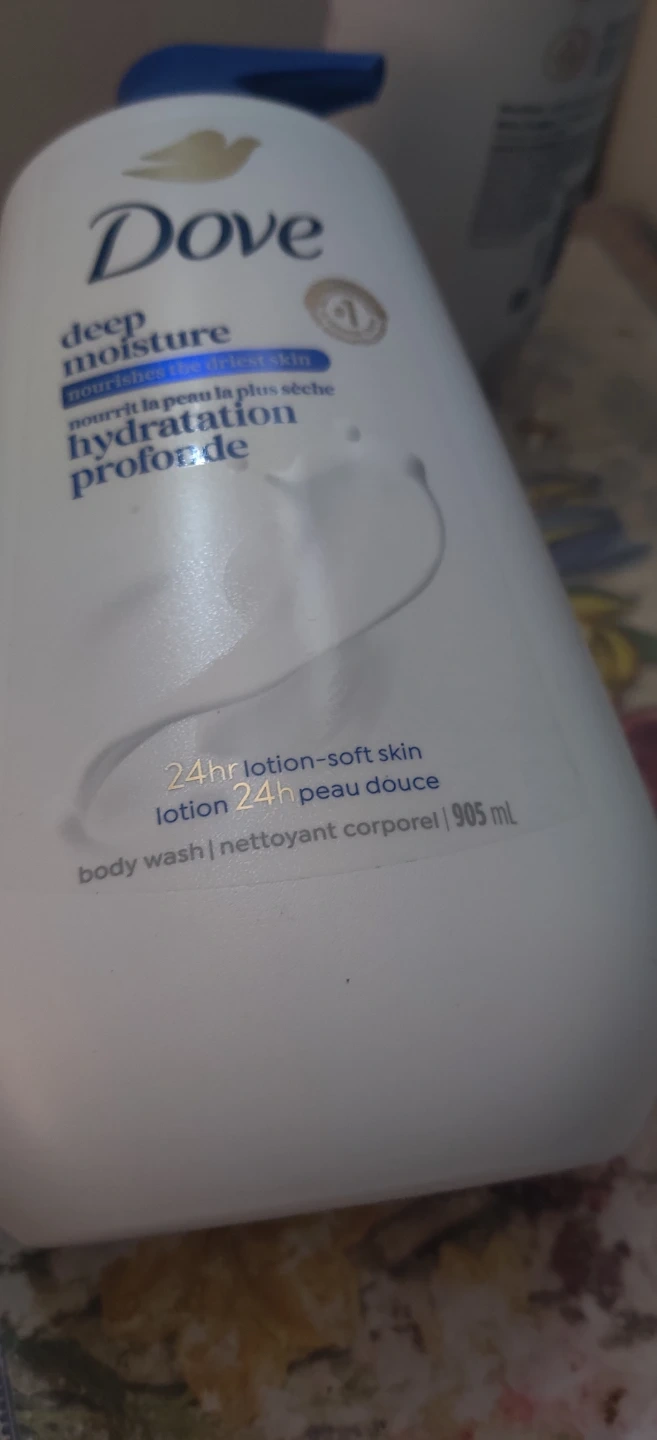 Dove
deep
moisture
#1
nourishes the driest skin
nourrit la peau la plus sèche
hydratation
profonde
24hr lotion-soft skin
lotion 24h peau douce
body wash | nettoyant corporel | 905 mL